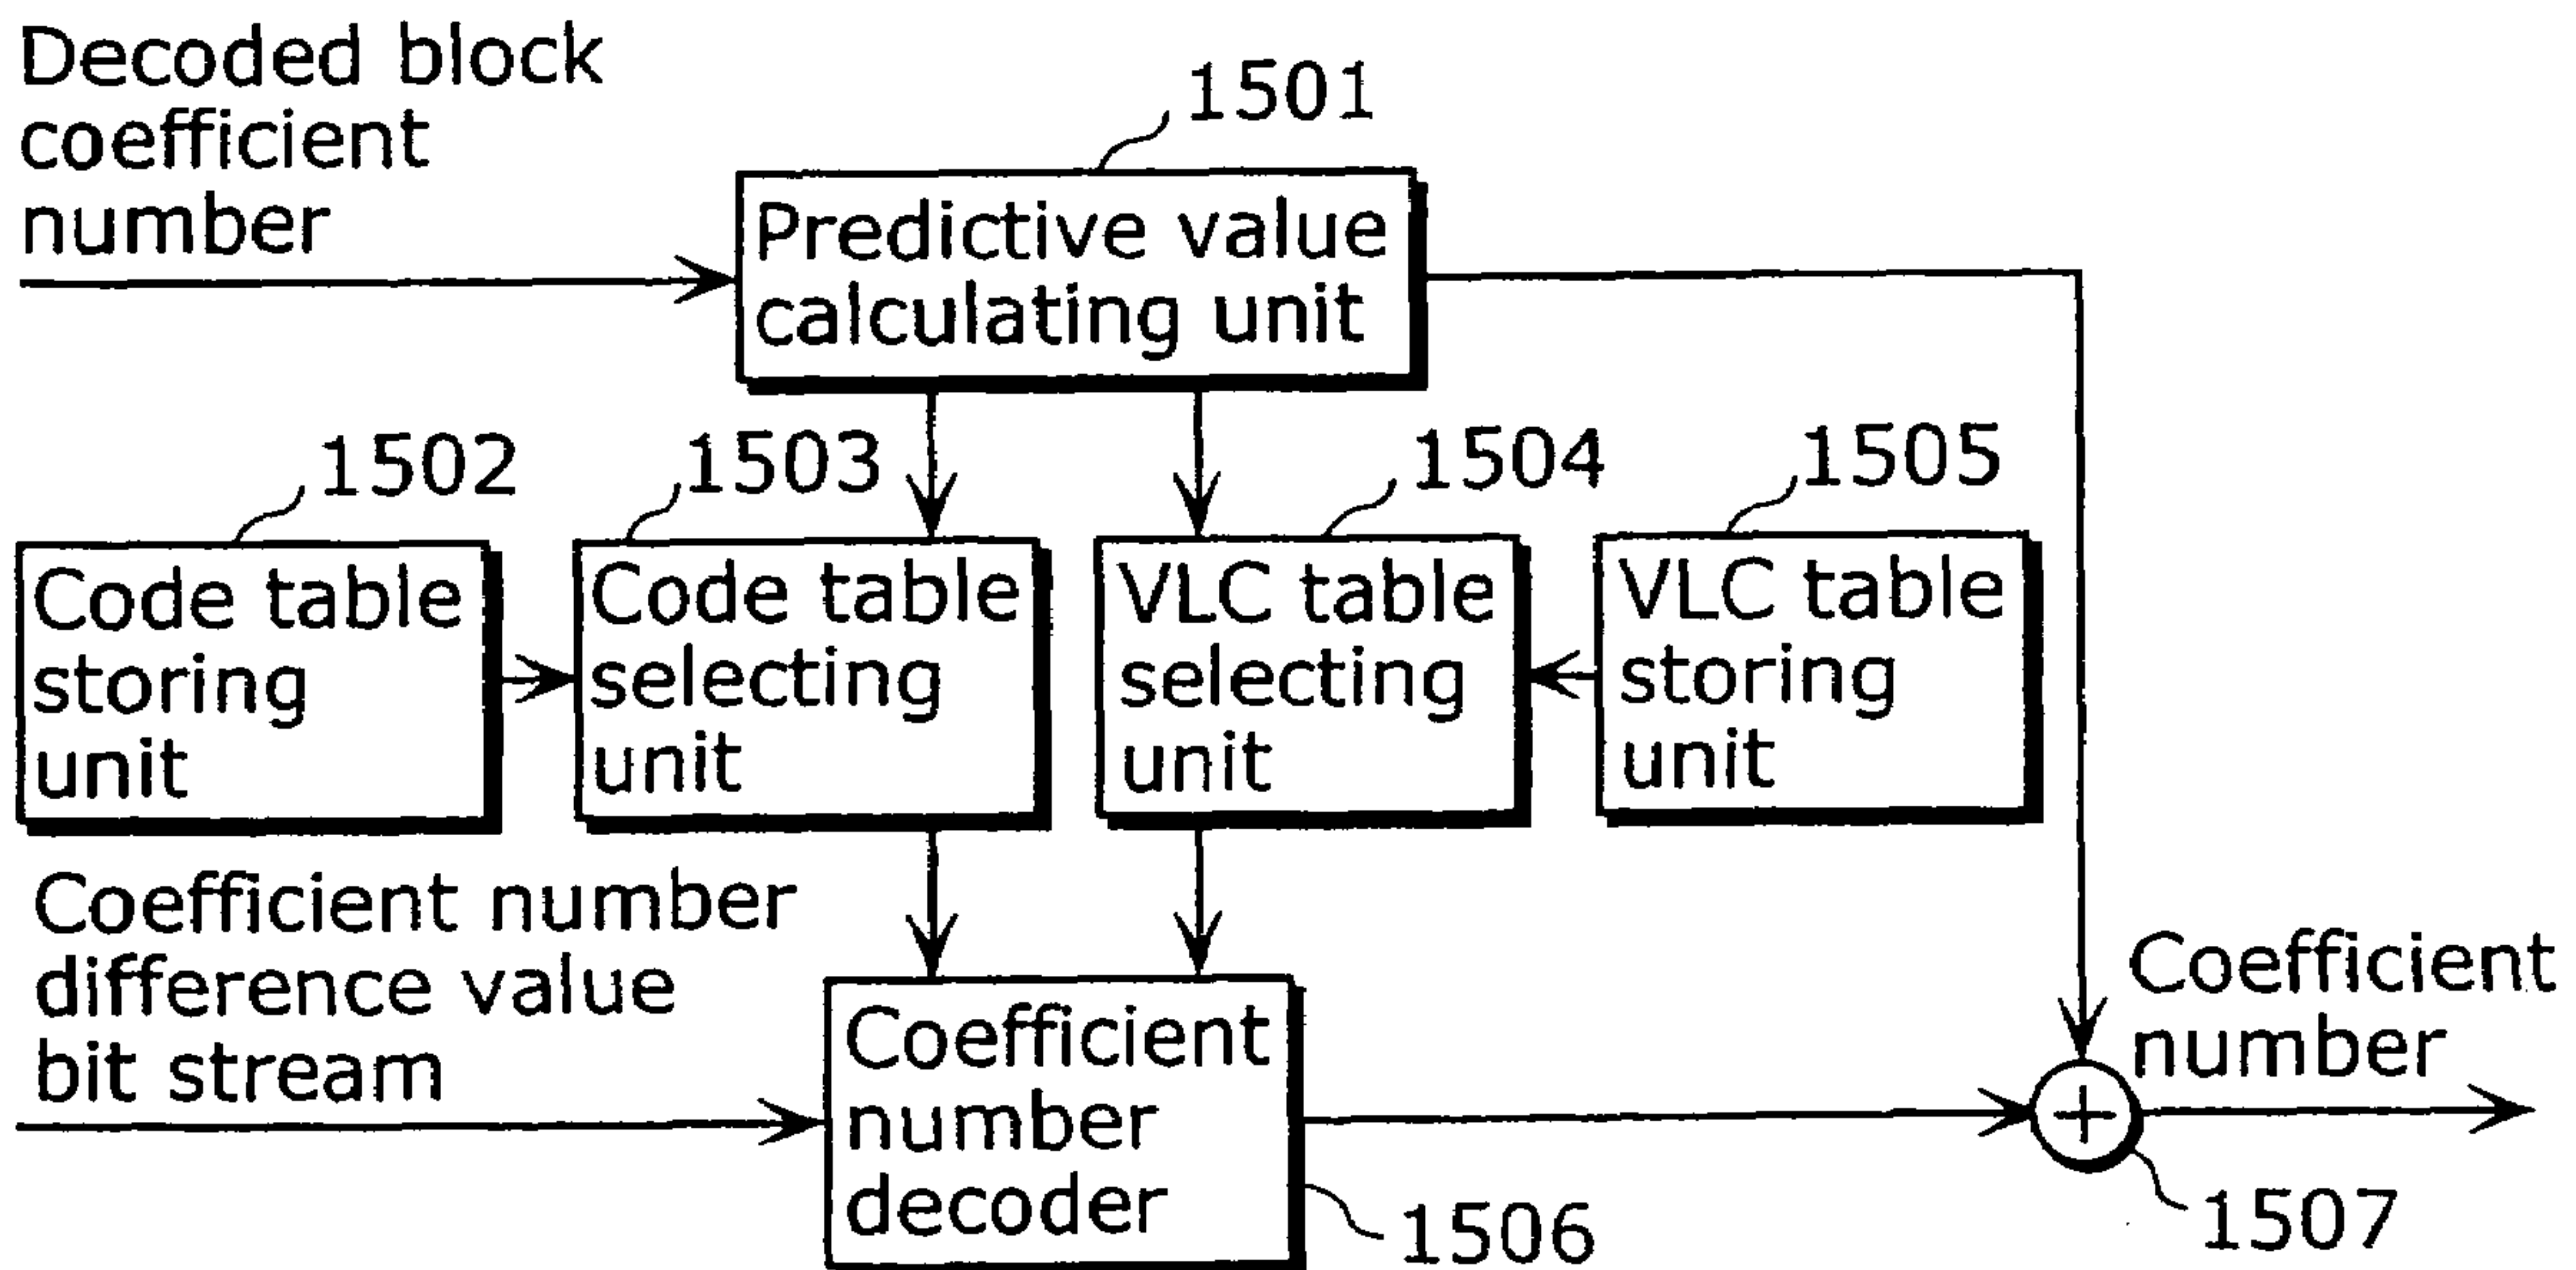 Decoded block
coefficient
number
1501
Predictive value
calculating unit
1502
1503
1504
1505
Code table
storing
unit
Code table
selecting
unit
VLC table
selecting
unit
VLC table
storing
unit
Coefficient number
difference value
bit stream
Coefficient
number
decoder
1506
Coefficient
number
+
1507